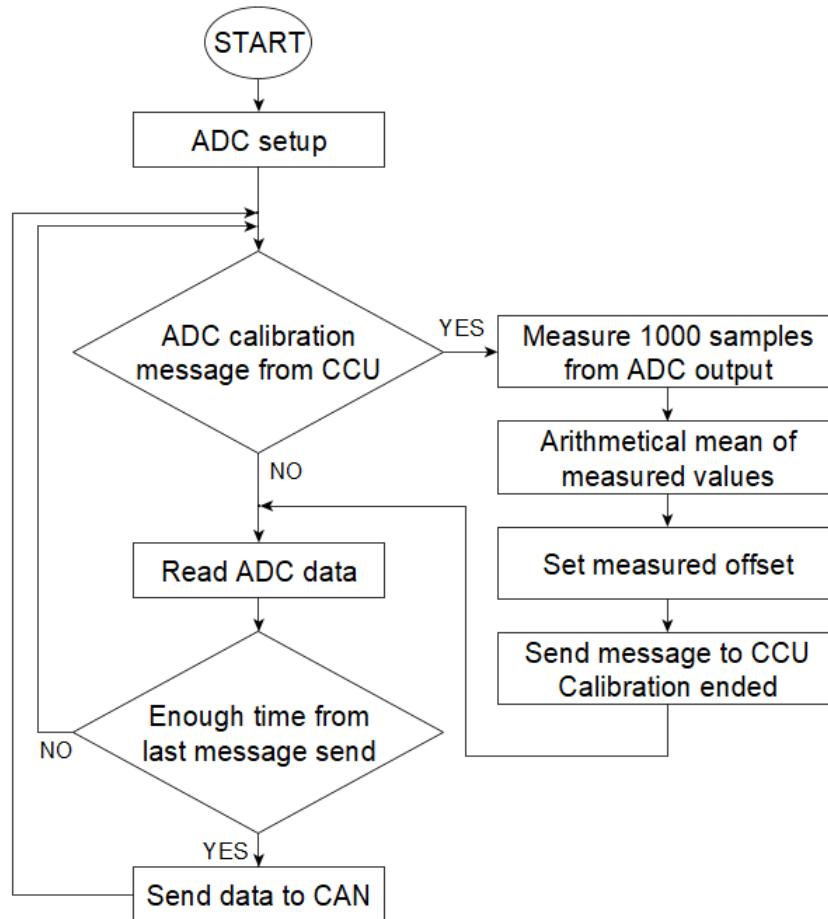 START
ADC setup
ADC calibration
message from CCU
YES
Measure 1000 samples
from ADC output
Arithmetical mean of
measured values
Set measured offset
Send message to CCU
Calibration ended
NO
Read ADC data
Enough time from
last message send
NO
YES
Send data to CAN